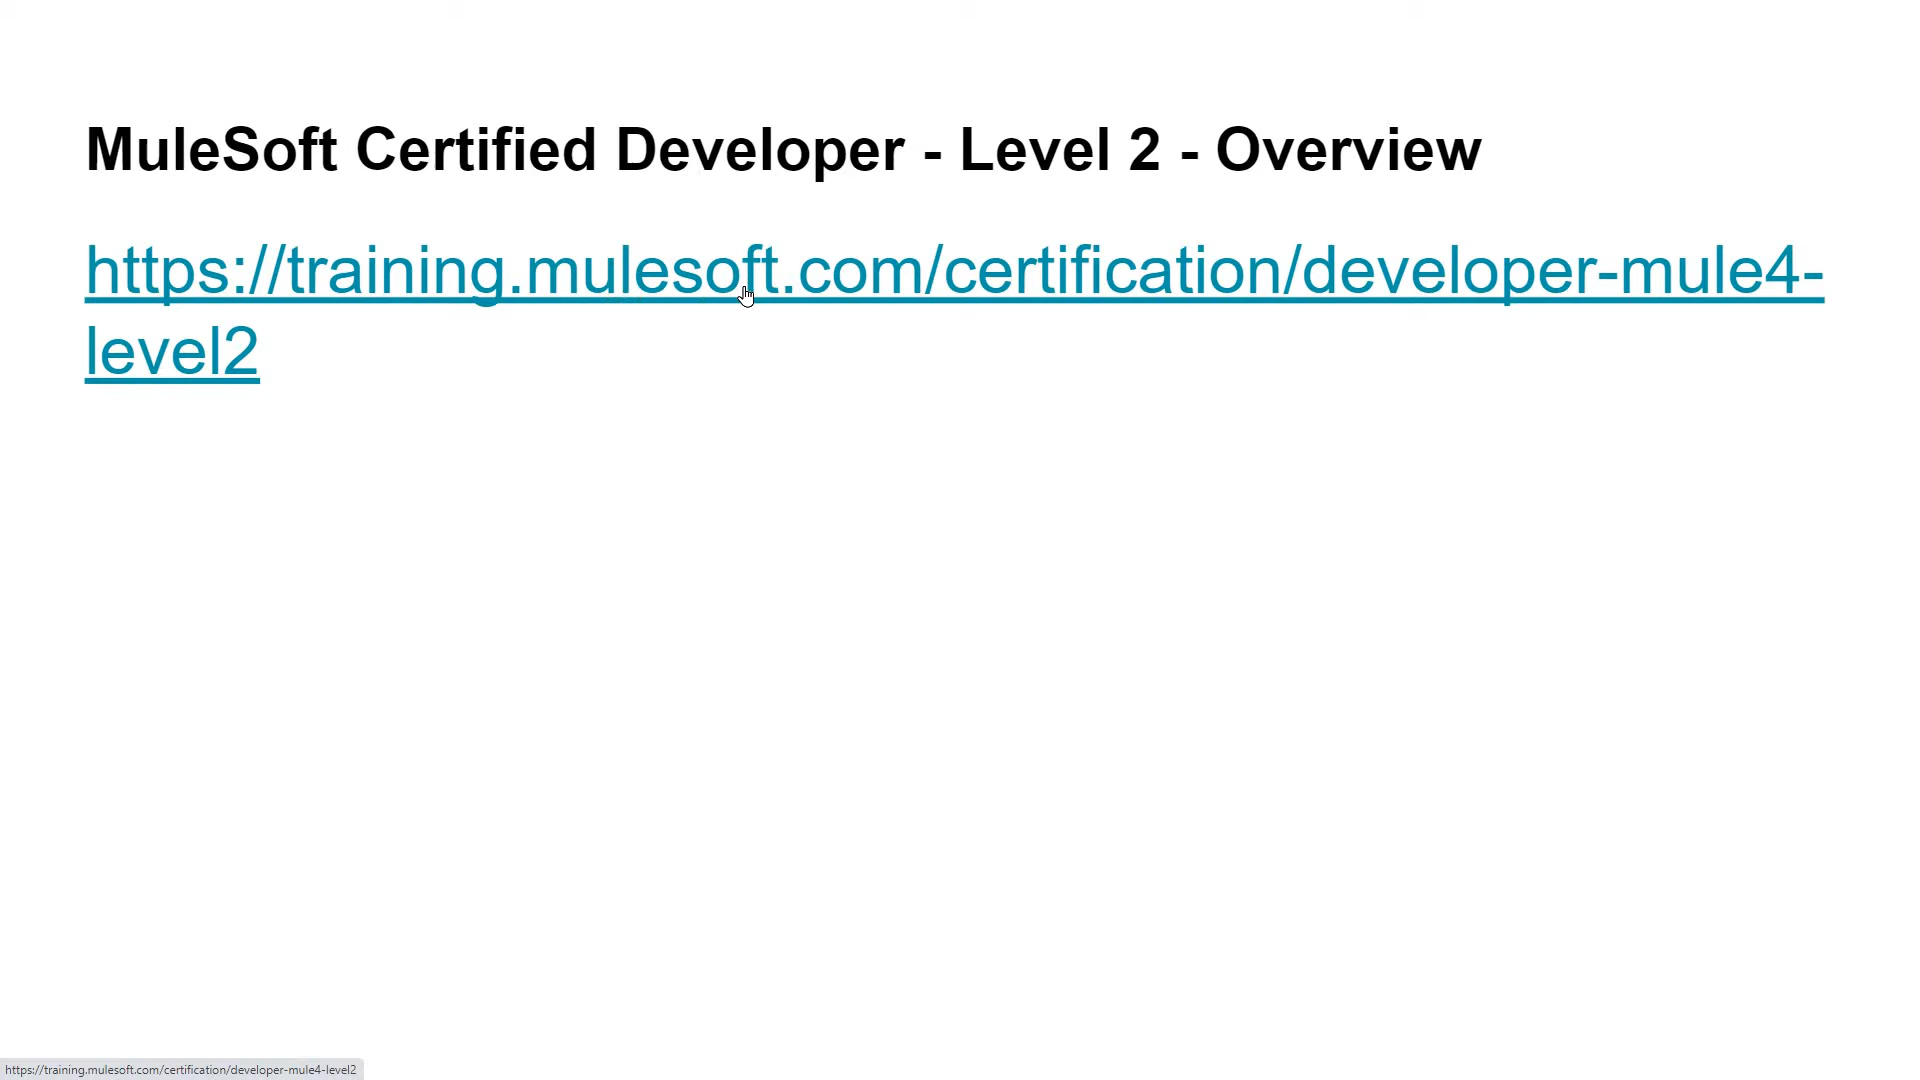 MuleSoft Certified Developer - Level 2 - Overview
https://training.mulesoft.com/certification/developer-mule4-
level2
https://training.mulesoft.com/certification/developer-mule4-level2